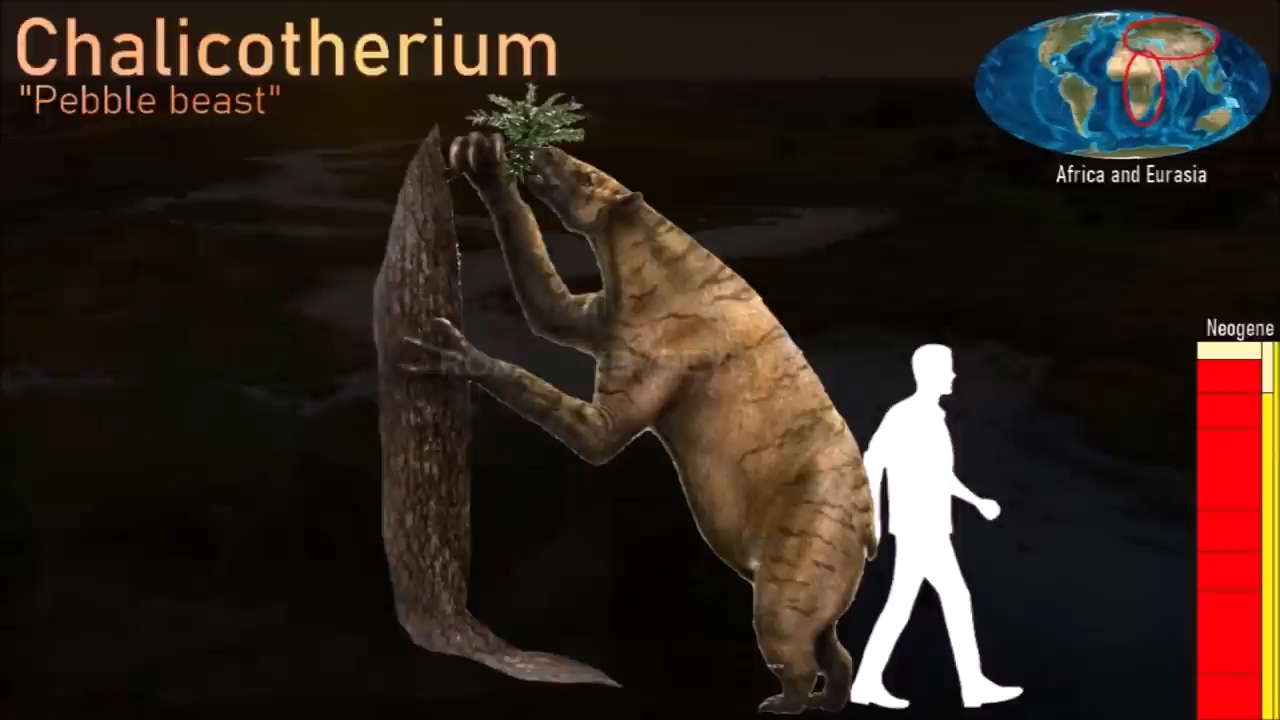 Chalicotherium
"Pebble beast"
Africa and Eurasia
Neogene